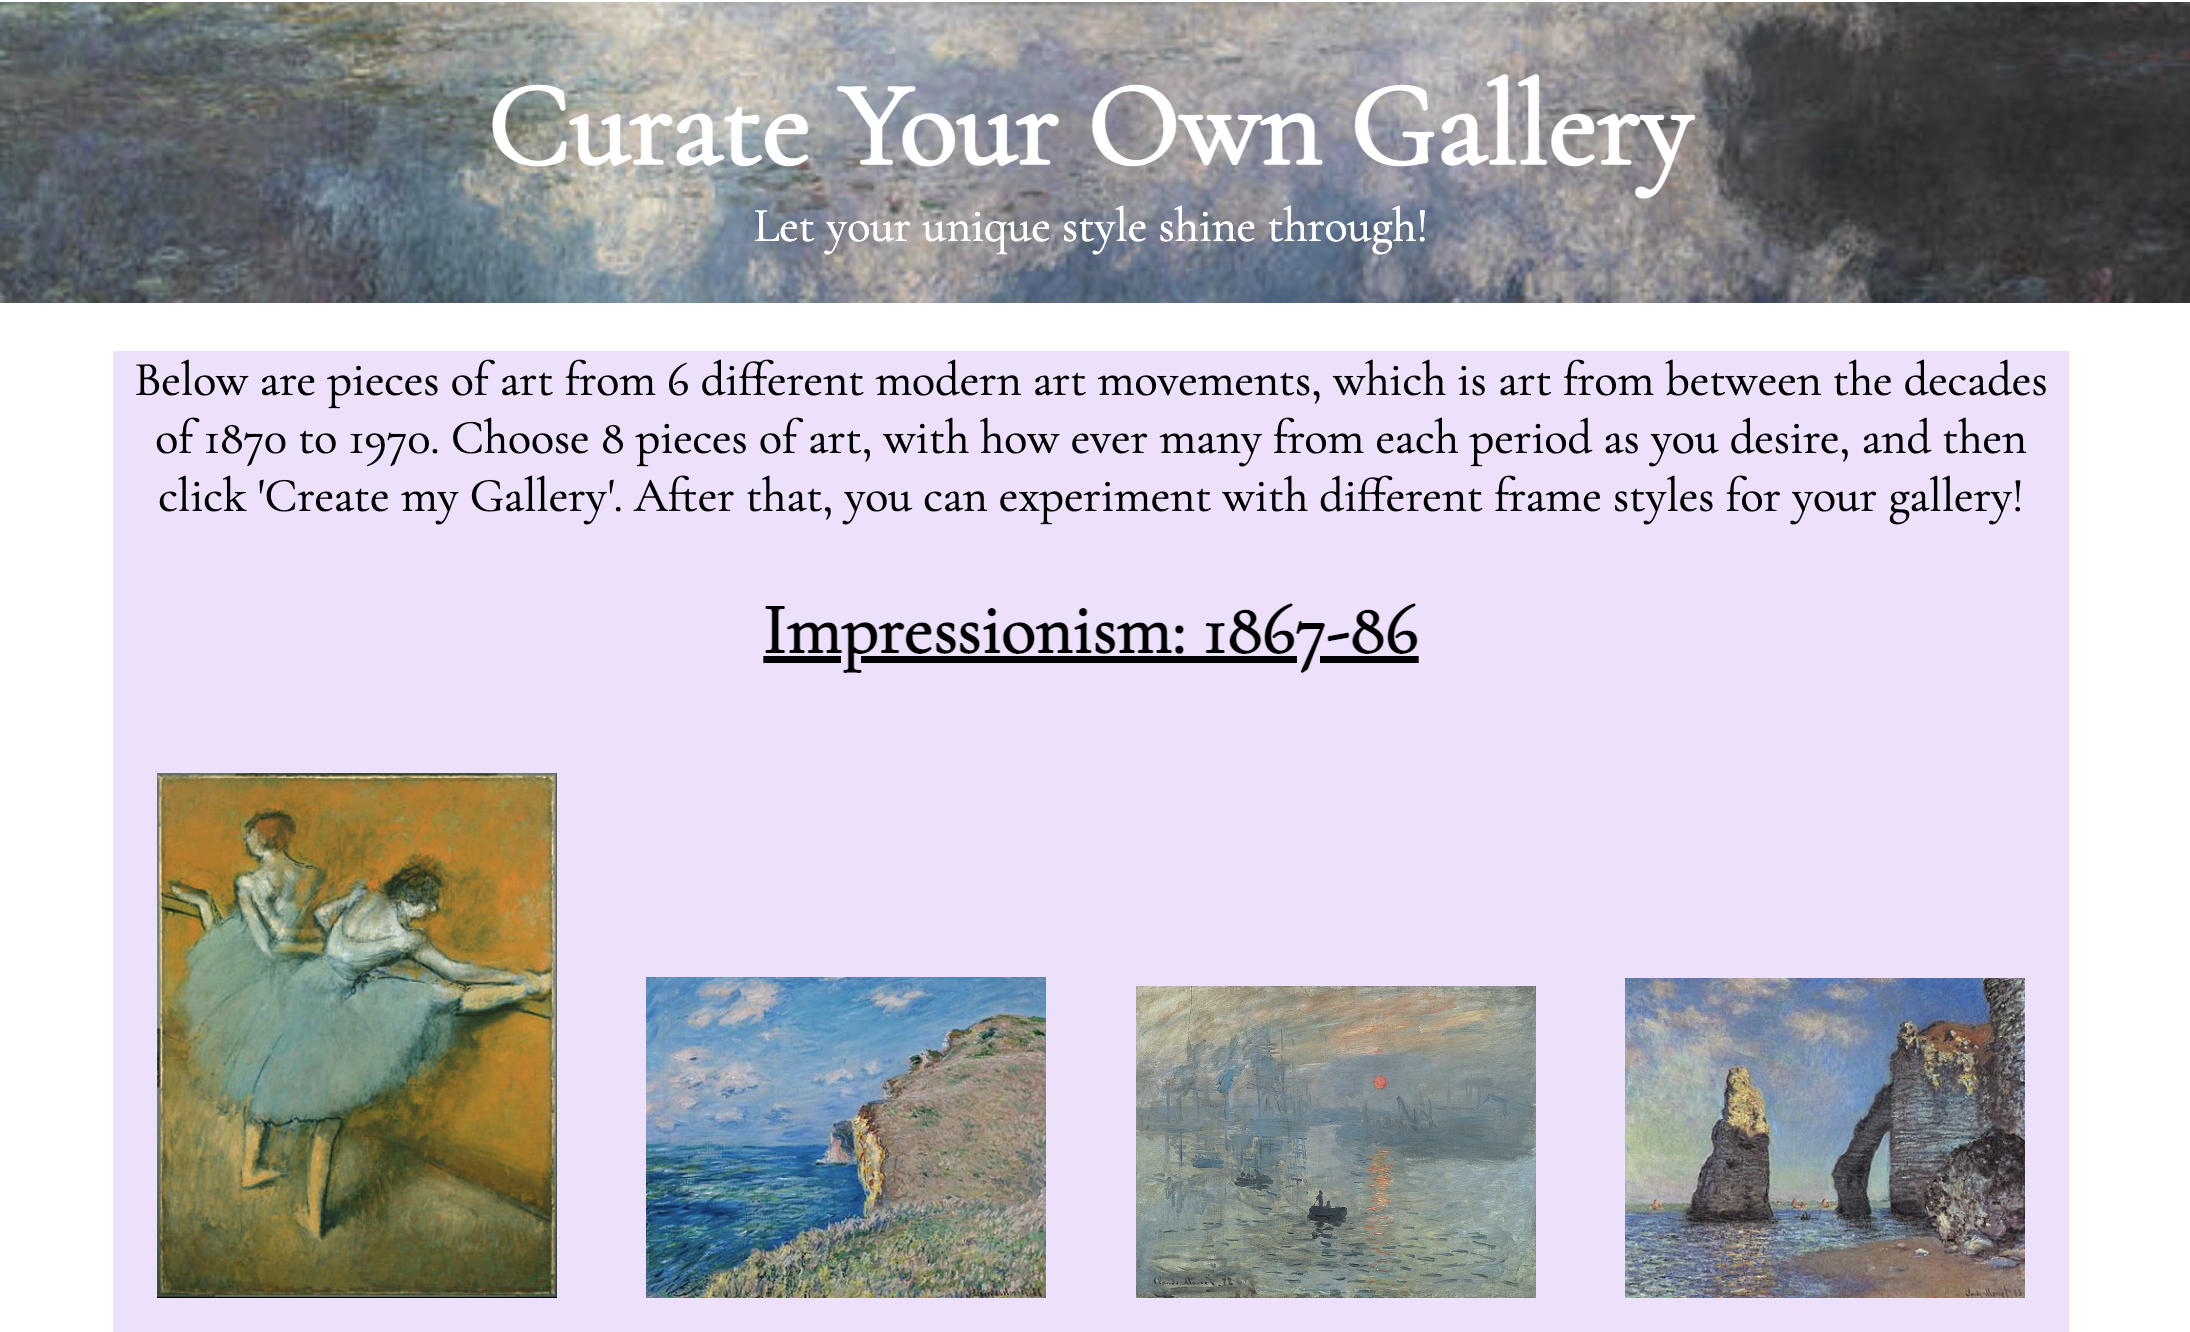 Curate Your Own Gallery
Let your unique style shine through!
Below are pieces of art from 6 different modern art movements, which is art from between the decades
of 1870 to 1970. Choose 8 pieces of art, with how ever many from each period as you desire, and then
click 'Create my Gallery'. After that, you can experiment with different frame styles for your gallery!
Impressionism: 1867-86